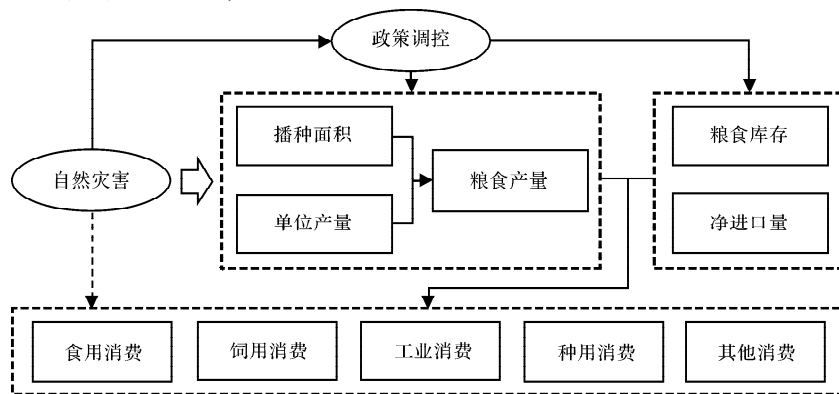 政策调控
播种面积
粮食库存
自然灾害
粮食产量
单位产量
净进口量
食用消费
饲用消费
工业消费
种用消费
其他消费